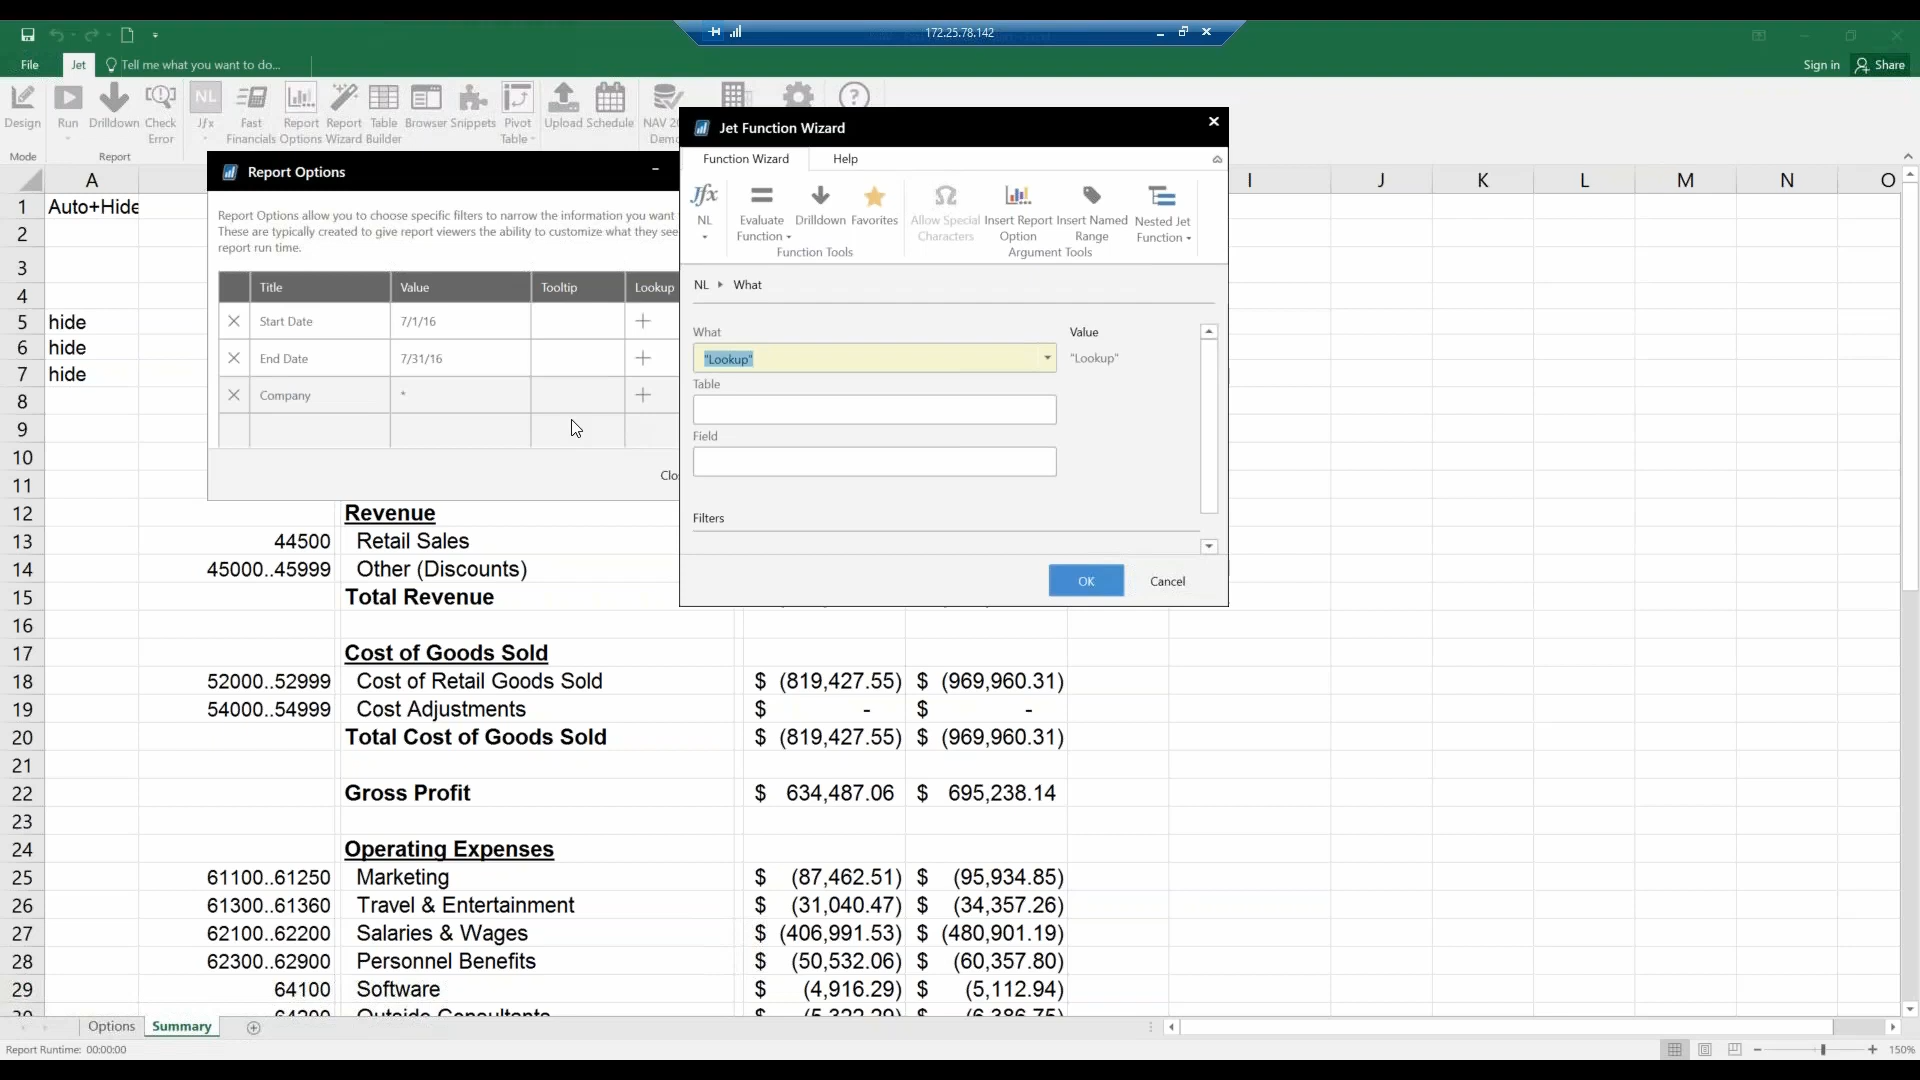 172.25.78.142
File
Jet
Tell me what you want to do...
Sign in
Share
Design
Run
Drilldown
Check Error
NL
Jfx
Fast Financials
Report Options
Report Wizard
Table Builder
Browser
Snippets
Pivot Table
Upload
Schedule
Mode
Report
Jet Function Wizard
Function Wizard
Help
Jfx
NL
Evaluate Function
Drilldown
Favorites
Allow Special Characters
Insert Report Option
Insert Named Range
Nested Jet Function
Function Tools
Argument Tools
NL
What
What
Value
"Lookup"
"Lookup"
Table
Field
Filters
OK
Cancel
Report Options
Report Options allow you to choose specific filters to narrow the information you want
These are typically created to give report viewers the ability to customize what they see
report run time.
Title Value Tooltip Lookup
Start Date 7/1/16
End Date 7/31/16
Company *
A I J K L M N O
1 Auto+Hide
2
3
4
5 hide
6 hide
7 hide
8
9
10
11
12 Revenue
13 44500 Retail Sales
14 45000..45999 Other (Discounts)
15 Total Revenue
16
17 Cost of Goods Sold
18 52000..52999 Cost of Retail Goods Sold $ (819,427.55) $ (969,960.31)
19 54000..54999 Cost Adjustments $ - $ -
20 Total Cost of Goods Sold $ (819,427.55) $ (969,960.31)
21
22 Gross Profit $ 634,487.06 $ 695,238.14
23
24 Operating Expenses
25 61100..61250 Marketing $ (87,462.51) $ (95,934.85)
26 61300..61360 Travel & Entertainment $ (31,040.47) $ (34,357.26)
27 62100..62200 Salaries & Wages $ (406,991.53) $ (480,901.19)
28 62300..62900 Personnel Benefits $ (50,532.06) $ (60,357.80)
29 64100 Software $ (4,916.29) $ (5,112.94)
Options
Summary
Report Runtime: 00:00:00
150%